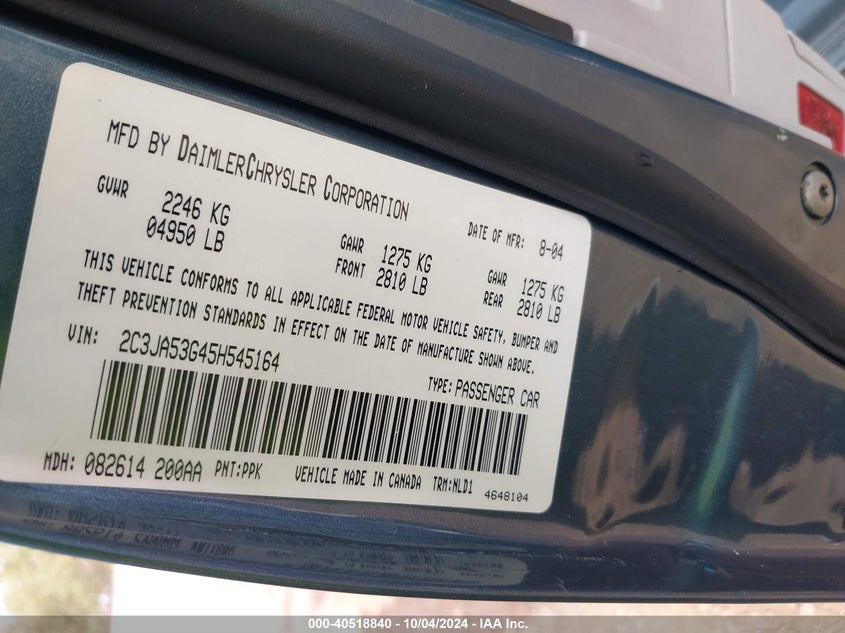 MFD BY DAIMLERCHRYSLER CORPORATION
DATE OF MFR: 8-04
GVWR 2246 KG
04950 LB
GAWR FRONT 1275 KG
2810 LB
GAWR REAR 1275 KG
2810 LB
THIS VEHICLE CONFORMS TO ALL APPLICABLE FEDERAL MOTOR VEHICLE SAFETY, BUMPER AND
THEFT PREVENTION STANDARDS IN EFFECT ON THE DATE OF MANUFACTURE SHOWN ABOVE.
VIN: 2C3JA53G45H545164
TYPE: PASSENGER CAR
MDH: 082614 200AA PNT:PPK VEHICLE MADE IN CANADA TRM:NLD1 4648104
000-40518840 - 10/04/2024 - IAA Inc.